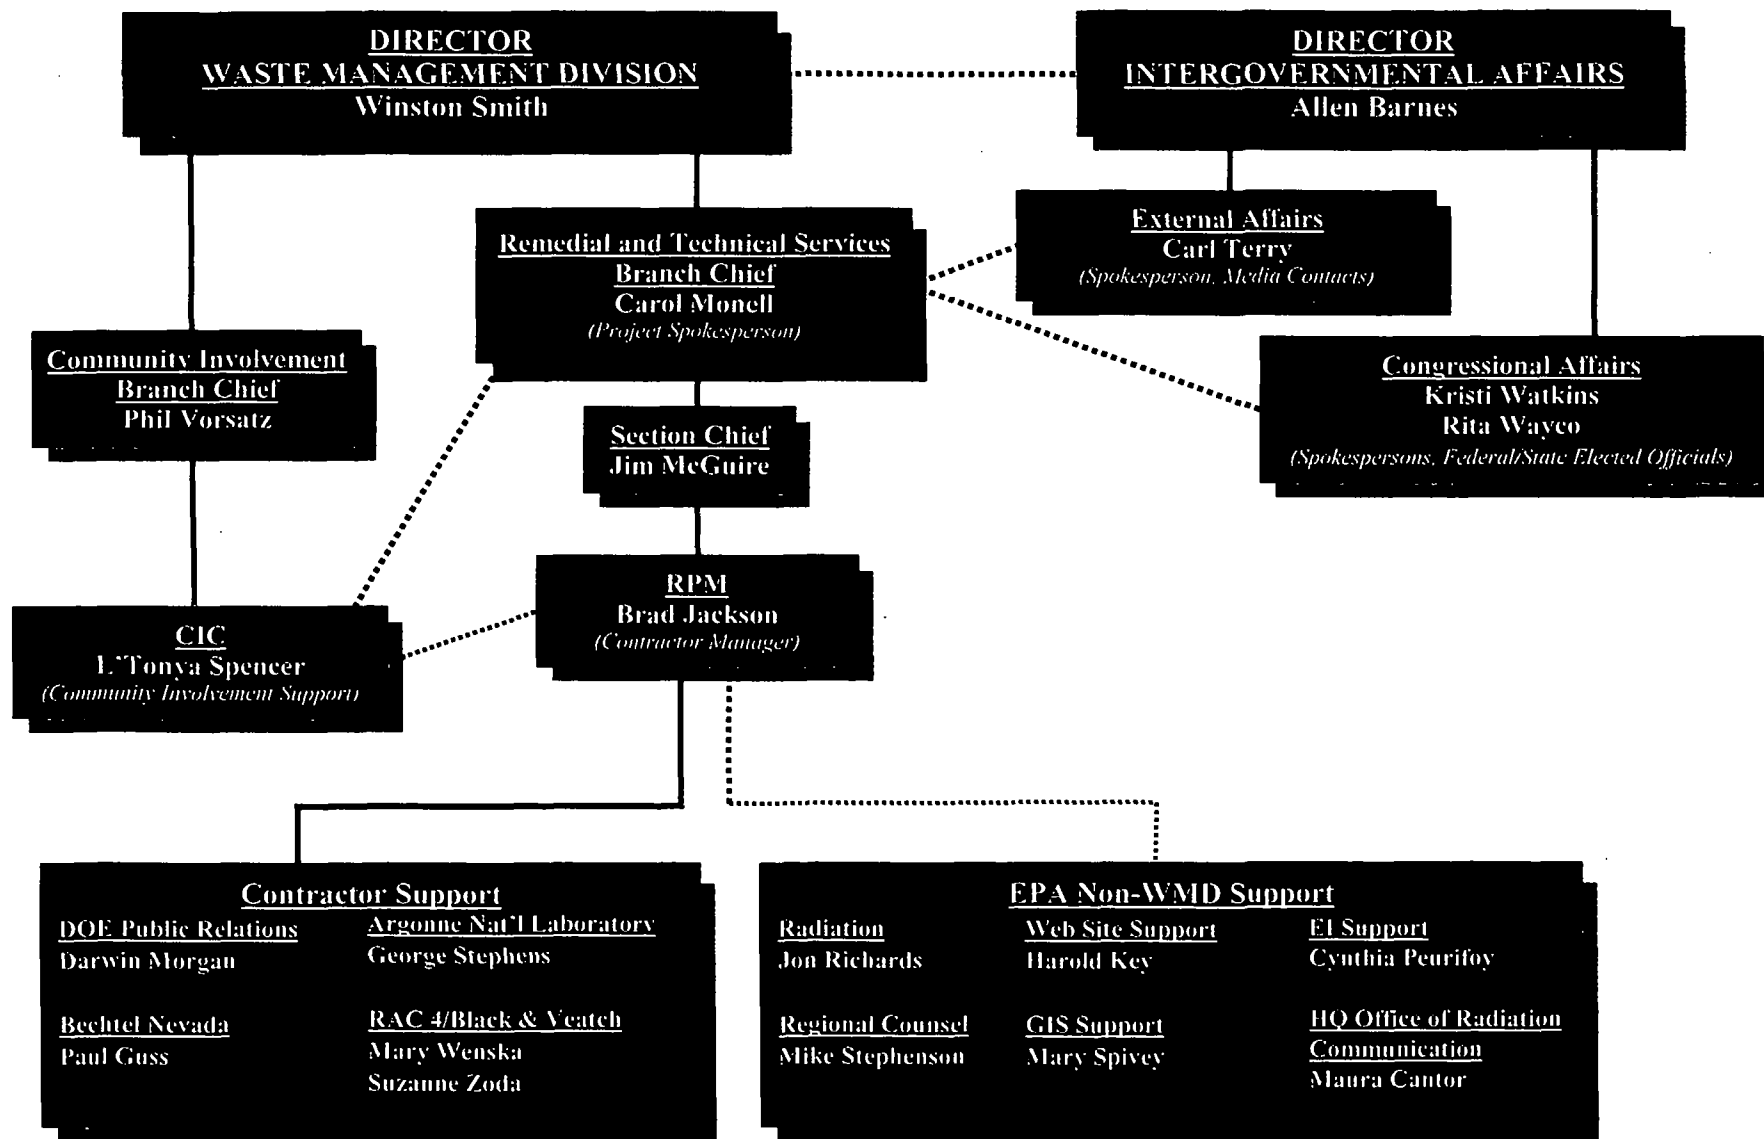 DIRECTOR
WASTE MANAGEMENT DIVISION
Winston Smith
DIRECTOR
INTERGOVERNMENTAL AFFAIRS
Allen Barnes
Remedial and Technical Services
Branch Chief
Carol Monell
(Project Spokesperson)
External Affairs
Carl Terry
(Spokesperson, Media Contacts)
Community Involvement
Branch Chief
Phil Vorsatz
Congressional Affairs
Kristi Watkins
Rita Wayco
(Spokespersons, Federal/State Elected Officials)
Section Chief
Jim McGuire
RPM
Brad Jackson
(Contractor Manager)
CIC
L'Tonya Spencer
(Community Involvement Support)
Contractor Support
DOE Public Relations
Darwin Morgan
Argonne Nat'l Laboratory
George Stephens
Bechtel Nevada
Paul Guss
RAC 4/Black & Veatch
Mary Wenska
Suzanne Zoda
EPA Non-WMD Support
Radiation
Jon Richards
Web Site Support
Harold Key
EI Support
Cynthia Peurifoy
Regional Counsel
Mike Stephenson
GIS Support
Mary Spivey
HQ Office of Radiation
Communication
Maura Cantor